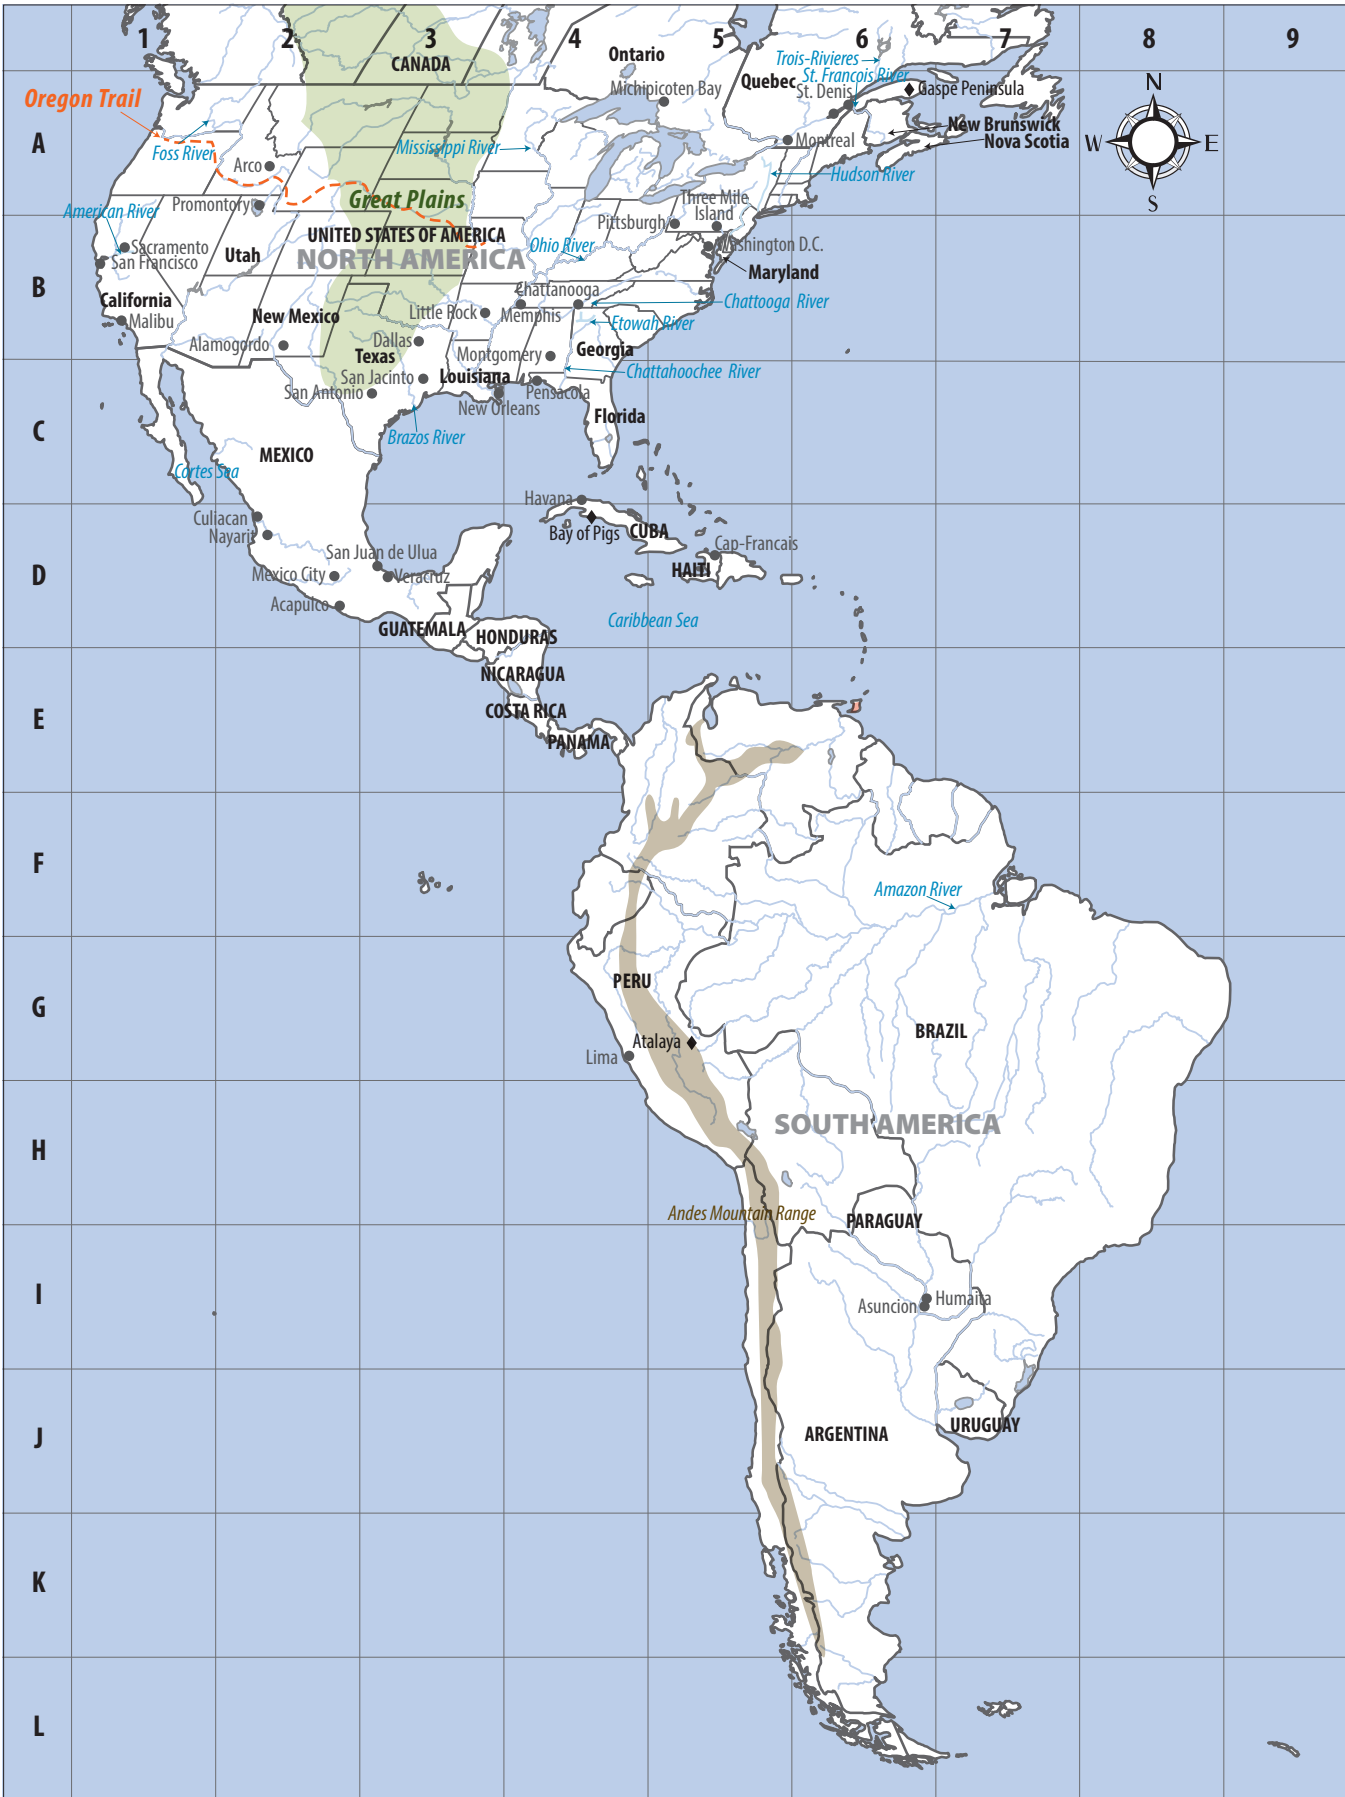 1 2 3 4 5 6 7 8 9
Ontario
CANADA
Trois-Rivieres
St. Francois River
Quebec
St. Denis
Gaspe Peninsula
Michipicoten Bay
N
W E
S
Oregon Trail
New Brunswick
Nova Scotia
Montreal
A
Foss River
Mississippi River
Arco
Hudson River
Great Plains
Promontory
American River
Three Mile
Island
Pittsburgh
UNITED STATES OF AMERICA
Sacramento
San Francisco
Utah
NORTH AMERICA
Ohio River
Washington D.C.
Maryland
B
California
Malibu
New Mexico
Little Rock
Chattanooga
Memphis
Chattooga River
Etowah River
Alamogordo
Dallas
Texas
Montgomery
Georgia
San Jacinto
Louisiana
Chattahoochee River
San Antonio
Pensacola
New Orleans
Florida
C
Brazos River
MEXICO
Cortes Sea
Havana
Culiacan
Nayarit
Bay of Pigs
CUBA
Cap-Francais
San Juan de Ulua
HAITI
D
Mexico City
Veracruz
Acapulco
Caribbean Sea
GUATEMALA
HONDURAS
NICARAGUA
COSTA RICA
E
PANAMA
F
Amazon River
PERU
G
BRAZIL
Atalaya
Lima
SOUTH AMERICA
H
Andes Mountain Range
PARAGUAY
I
Humaita
Asuncion
URUGUAY
J
ARGENTINA
K
L